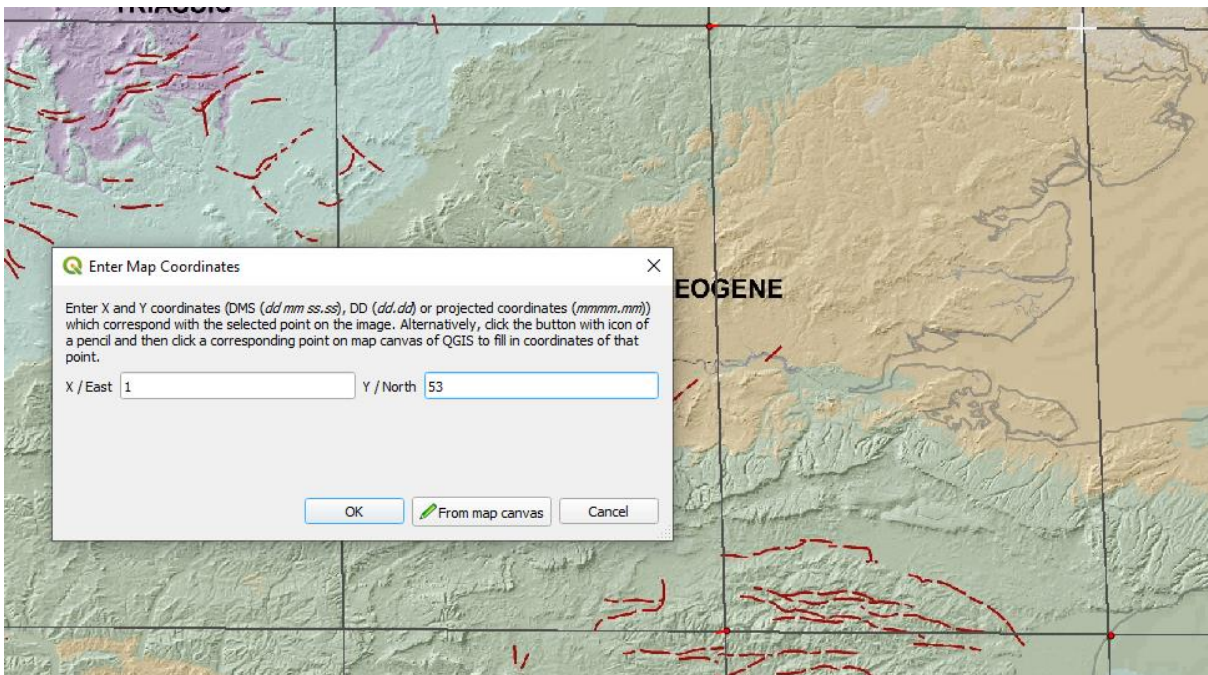 TRIASSIC
Enter Map Coordinates
Enter X and Y coordinates (DMS (dd mm ss.ss), DD (dd.dd) or projected coordinates (mmmm.mm))
which correspond with the selected point on the image. Alternatively, click the button with icon of
a pencil and then click a corresponding point on map canvas of QGIS to fill in coordinates of that
point.
EOGENE
X / East 1 Y / North 53
OK From map canvas Cancel